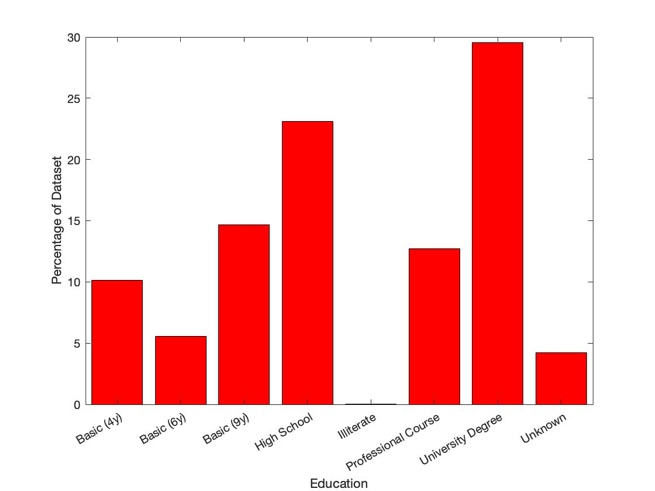 30
25
20
15
10
5
0
Percentage of Dataset
Basic (4y)
Basic (6y)
Basic (9y)
High School
Illiterate
Professional Course
University Degree
Unknown
Education